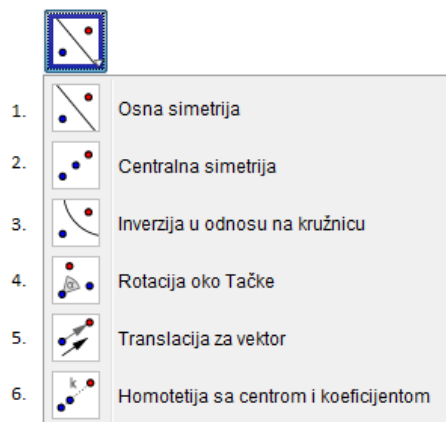 1. Osna simetrija
2. Centralna simetrija
3. Inverzija u odnosu na kružnicu
4. α Rotacija oko Tačke
5. Translacija za vektor
6. k Homotetija sa centrom i koeficijentom